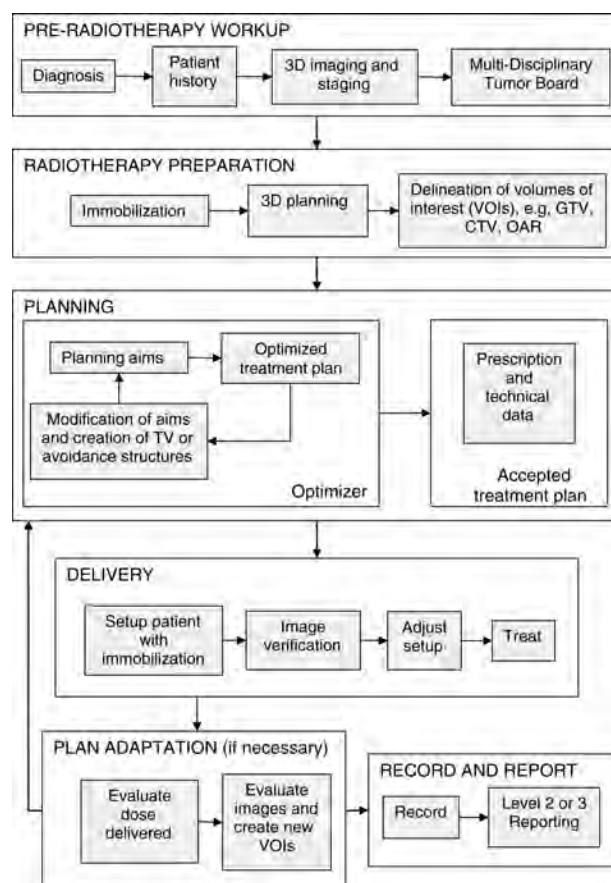 PRE-RADIOTHERAPY WORKUP
Diagnosis
Patient
history
3D imaging and
staging
Multi-Disciplinary
Tumor Board
RADIOTHERAPY PREPARATION
Immobilization
3D planning
Delineation of volumes of
interest (VOIs), e.g, GTV,
CTV, OAR
PLANNING
Planning aims
Optimized
treatment plan
Modification of aims
and creation of TV or
avoidance structures
Optimizer
Prescription
and
technical
data
Accepted
treatment plan
DELIVERY
Setup patient
with
immobilization
Image
verification
Adjust
setup
Treat
PLAN ADAPTATION (if necessary)
Evaluate
dose
delivered
Evaluate
images and
create new
VOIs
RECORD AND REPORT
Record
Level 2 or 3
Reporting